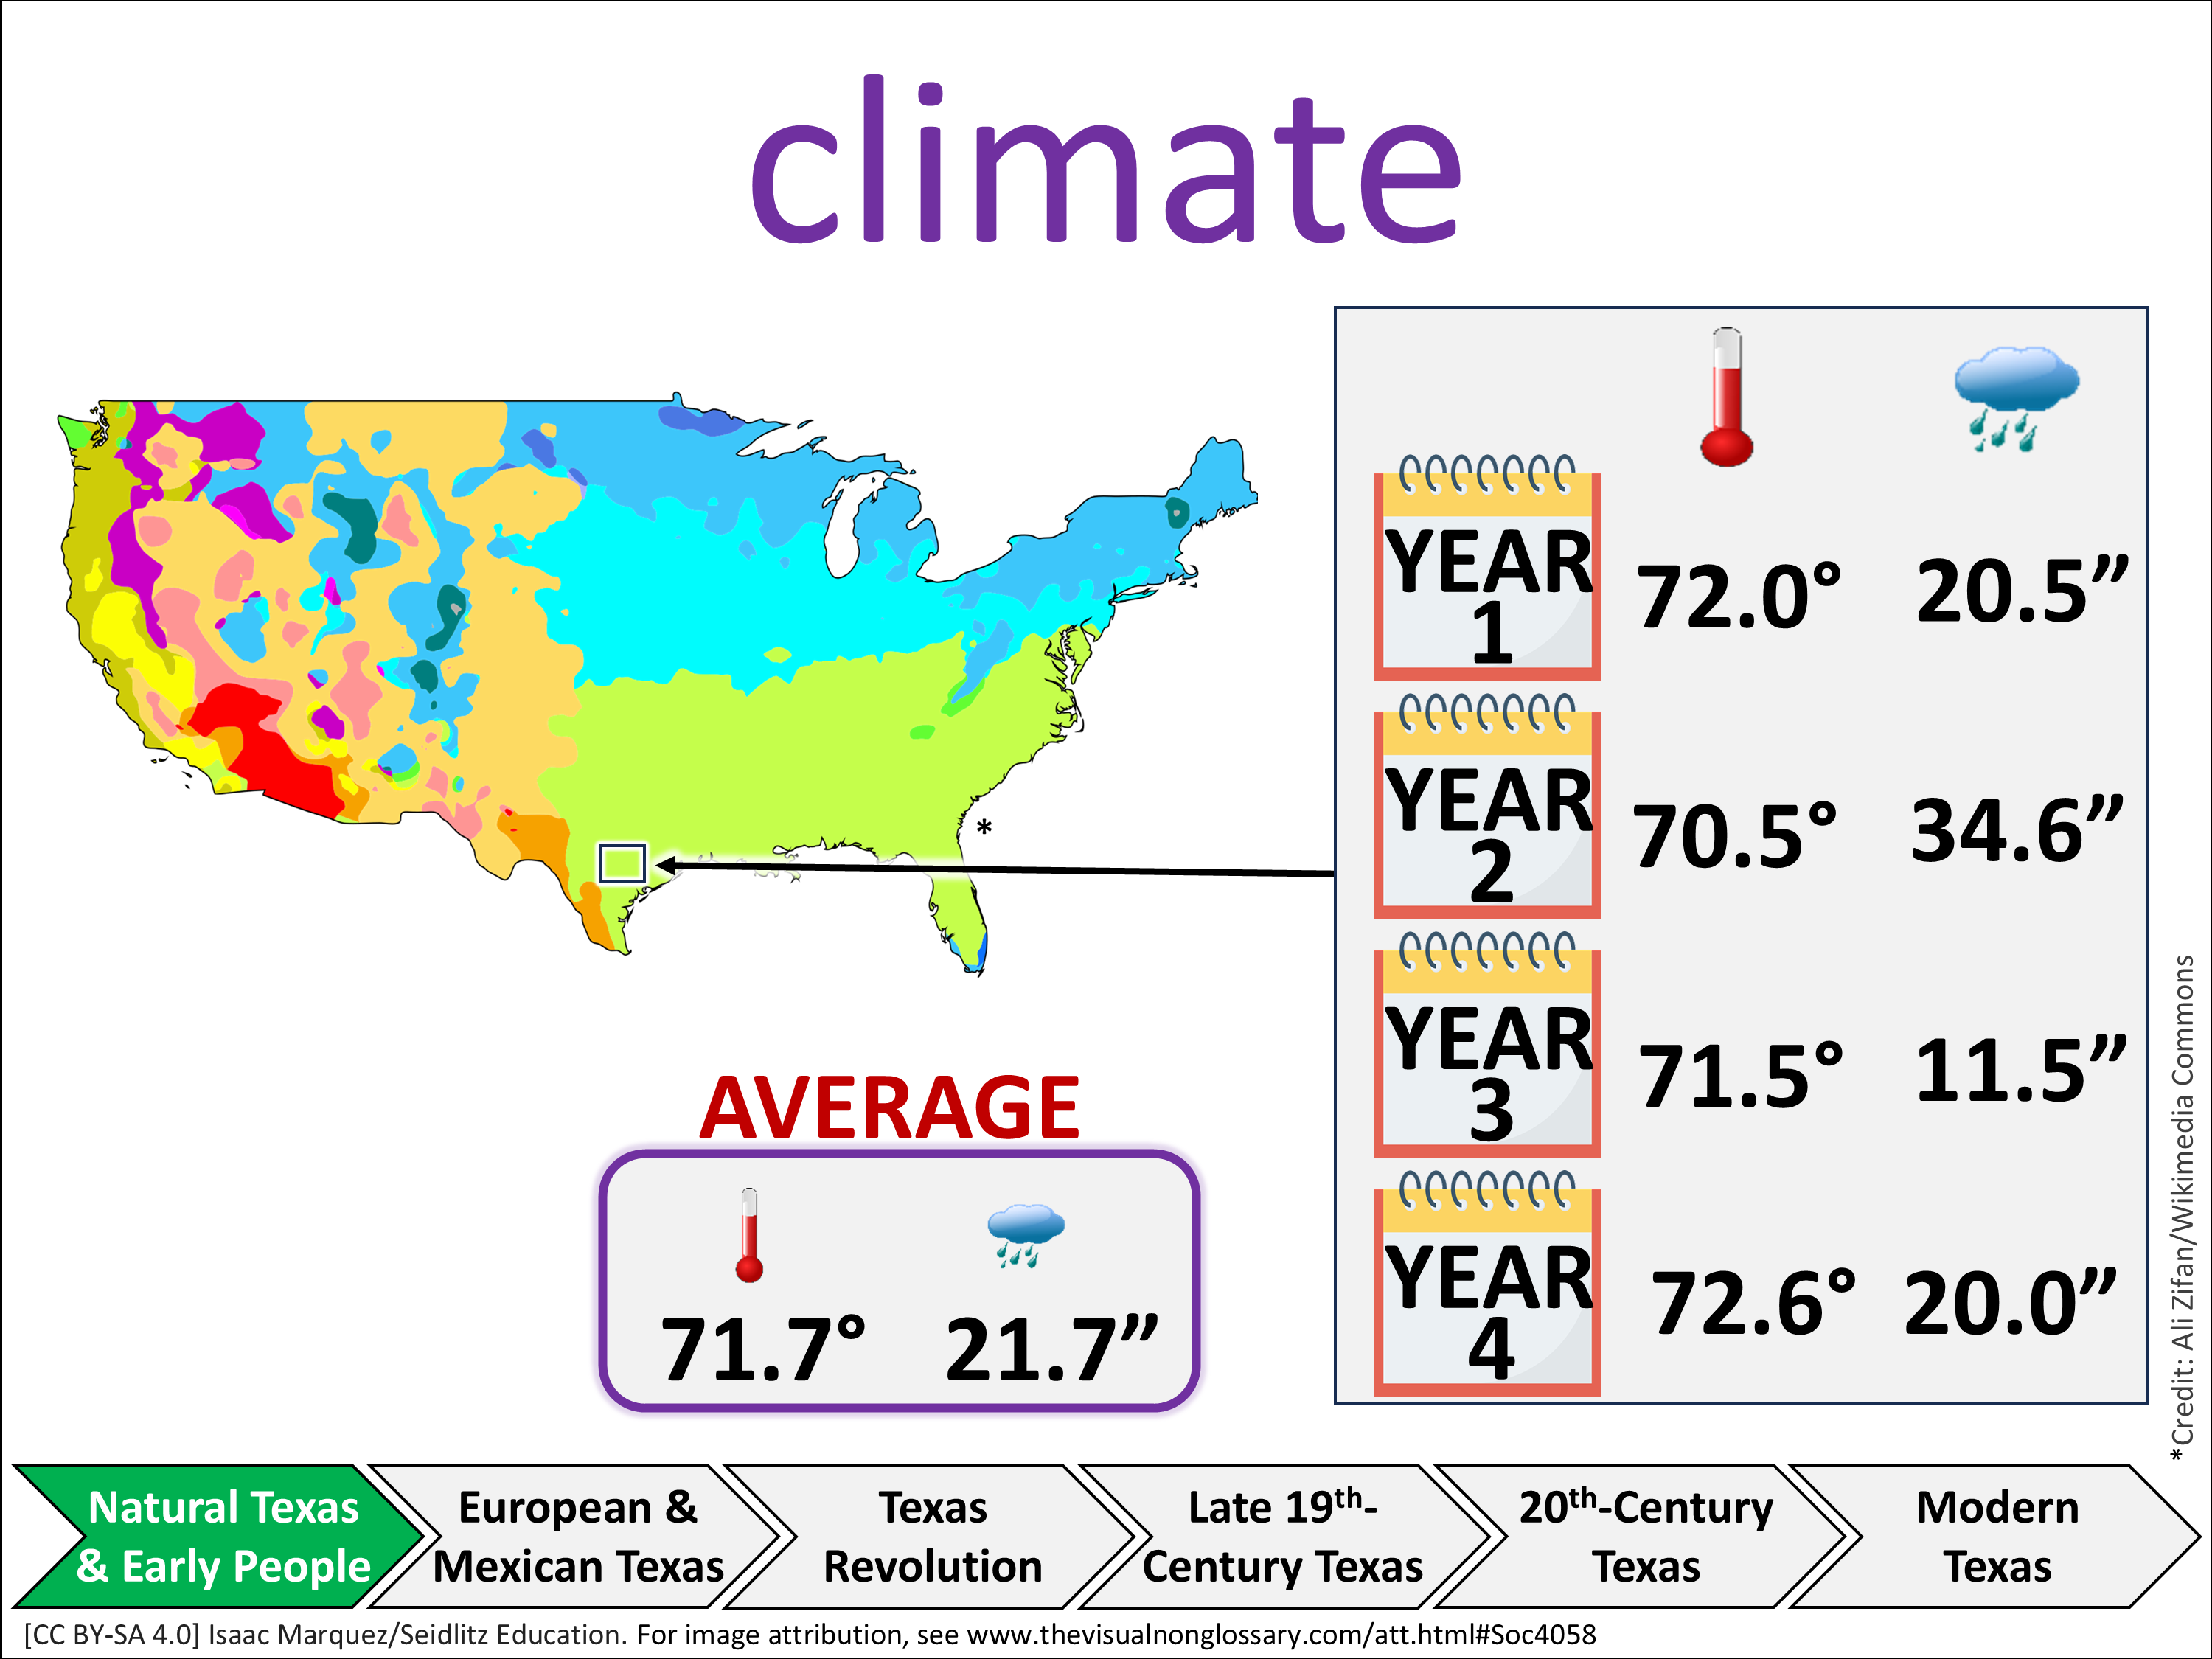 climate
*
YEAR
1
72.0°
20.5”
YEAR
2
70.5°
34.6”
YEAR
3
71.5°
11.5”
YEAR
4
72.6°
20.0”
AVERAGE
71.7°
21.7”
*Credit: Ali Zifan/Wikimedia Commons
Natural Texas
& Early People
European &
Mexican Texas
Texas
Revolution
Late 19th-
Century Texas
20th-Century
Texas
Modern
Texas
[CC BY-SA 4.0] Isaac Marquez/Seidlitz Education. For image attribution, see www.thevisualnonglossary.com/att.html#Soc4058